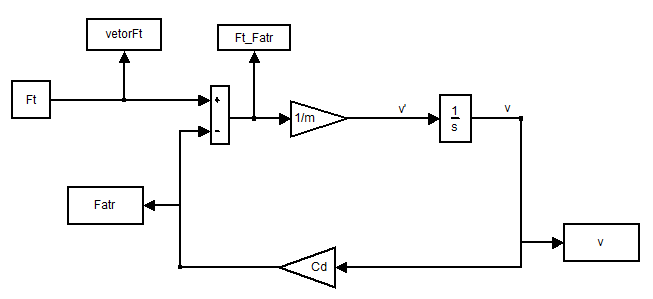 vetorFt
Ft_Fatr
Ft
+
-
1/m
v'
1
s
v
Fatr
Cd
v